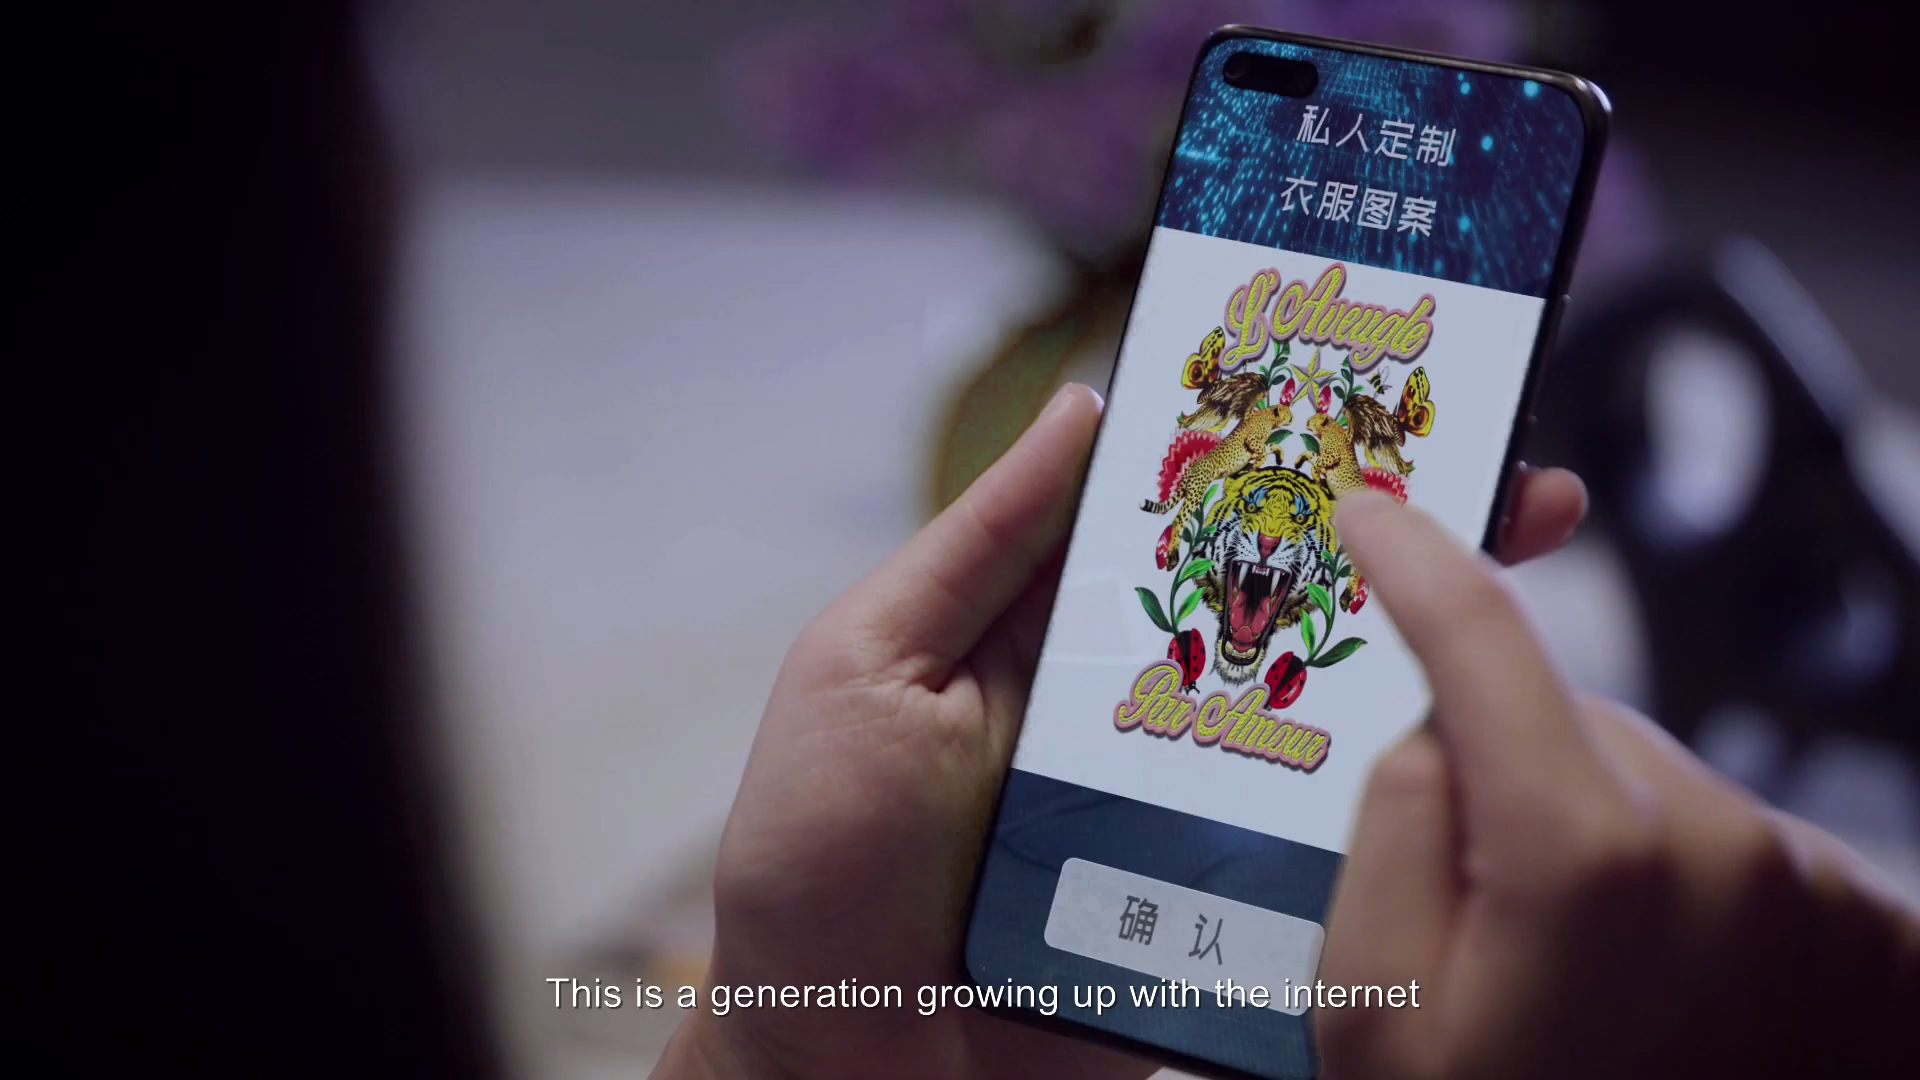 私人定制
衣服图案
L'Aveugle
Par Amour
确 认
This is a generation growing up with the internet